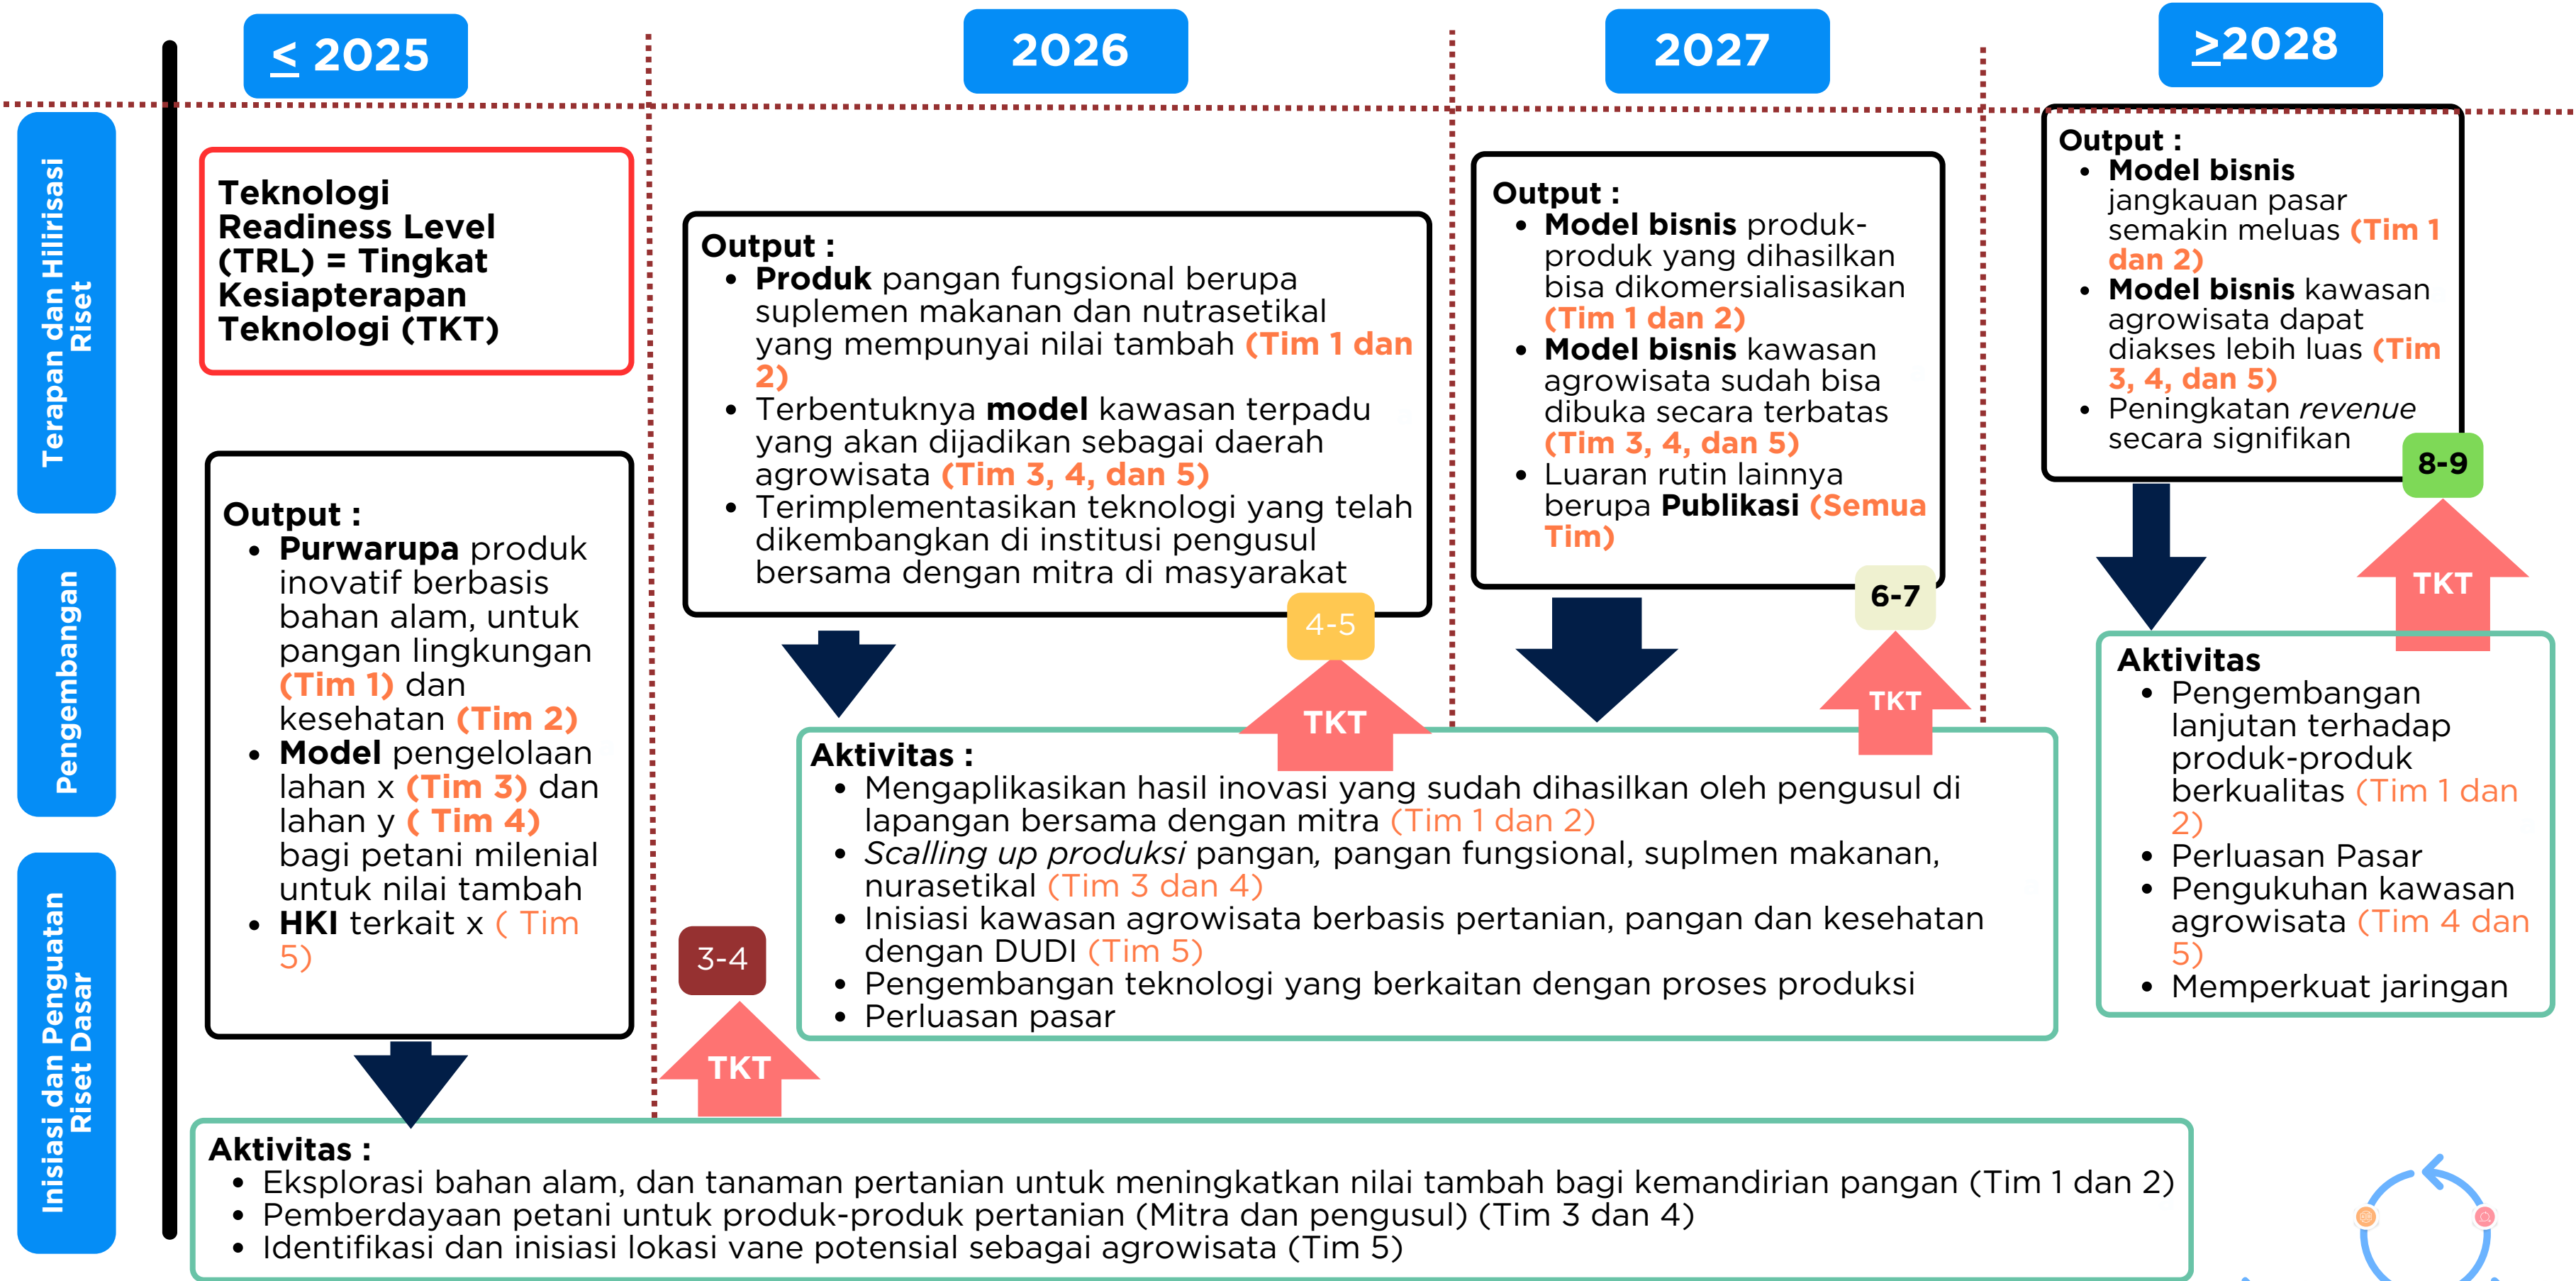 ≤ 2025
2026
2027
≥2028
Terapan dan Hilirisasi
Riset
Pengembangan
Inisiasi dan Penguatan
Riset Dasar
Teknologi
Readiness Level
(TRL) = Tingkat
Kesiapterapan
Teknologi (TKT)
Output :
• Purwarupa produk
inovatif berbasis
bahan alam, untuk
pangan lingkungan
(Tim 1) dan
kesehatan (Tim 2)
• Model pengelolaan
lahan x (Tim 3) dan
lahan y ( Tim 4)
bagi petani milenial
untuk nilai tambah
• HKI terkait x ( Tim
5)
Output :
• Produk pangan fungsional berupa
suplemen makanan dan nutrasetikal
yang mempunyai nilai tambah (Tim 1 dan
2)
• Terbentuknya model kawasan terpadu
yang akan dijadikan sebagai daerah
agrowisata (Tim 3, 4, dan 5)
• Terimplementasikan teknologi yang telah
dikembangkan di institusi pengusul
bersama dengan mitra di masyarakat
4-5
TKT
Output :
• Model bisnis produk-
produk yang dihasilkan
bisa dikomersialisasikan
(Tim 1 dan 2)
• Model bisnis kawasan
agrowisata sudah bisa
dibuka secara terbatas
(Tim 3, 4, dan 5)
• Luaran rutin lainnya
berupa Publikasi (Semua
Tim)
6-7
TKT
Output :
• Model bisnis
jangkauan pasar
semakin meluas (Tim 1
dan 2)
• Model bisnis kawasan
agrowisata dapat
diakses lebih luas (Tim
3, 4, dan 5)
• Peningkatan revenue
secara signifikan
8-9
TKT
Aktivitas :
• Mengaplikasikan hasil inovasi yang sudah dihasilkan oleh pengusul di
lapangan bersama dengan mitra (Tim 1 dan 2)
• Scalling up produksi pangan, pangan fungsional, suplmen makanan,
nurasetikal (Tim 3 dan 4)
• Inisiasi kawasan agrowisata berbasis pertanian, pangan dan kesehatan
dengan DUDI (Tim 5)
• Pengembangan teknologi yang berkaitan dengan proses produksi
• Perluasan pasar
Aktivitas
• Pengembangan
lanjutan terhadap
produk-produk
berkualitas (Tim 1 dan
2)
• Perluasan Pasar
• Pengukuhan kawasan
agrowisata (Tim 4 dan
5)
• Memperkuat jaringan
3-4
TKT
Aktivitas :
• Eksplorasi bahan alam, dan tanaman pertanian untuk meningkatkan nilai tambah bagi kemandirian pangan (Tim 1 dan 2)
• Pemberdayaan petani untuk produk-produk pertanian (Mitra dan pengusul) (Tim 3 dan 4)
• Identifikasi dan inisiasi lokasi vane potensial sebagai agrowisata (Tim 5)